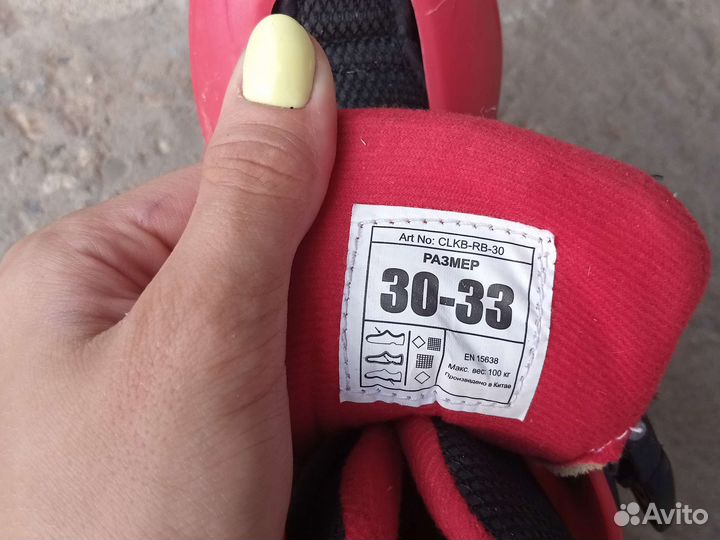 Art No: CLKB-RB-30
РАЗМЕР
30-33
EN 15638
Макс. вес: 100 кг
Произведено в Китае
Avito